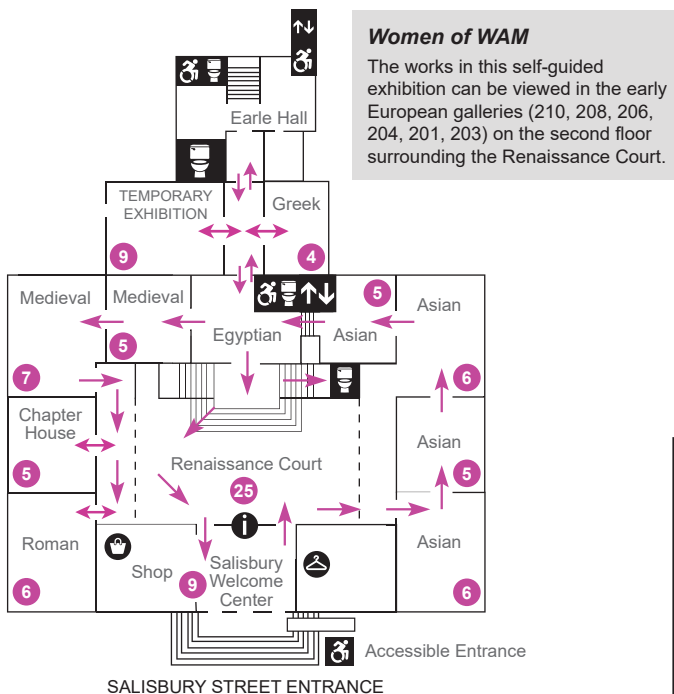 Women of WAM
The works in this self-guided
exhibition can be viewed in the early
European galleries (210, 208, 206,
204, 201, 203) on the second floor
surrounding the Renaissance Court.
Earle Hall
TEMPORARY
EXHIBITION
Greek
9
4
Medieval
Medieval
5
Asian
Egyptian
Asian
5
7
6
Chapter
House
Asian
Renaissance Court
5
5
25
i
Roman
Asian
Shop
9
Salisbury
Welcome
Center
6
6
Accessible Entrance
SALISBURY STREET ENTRANCE